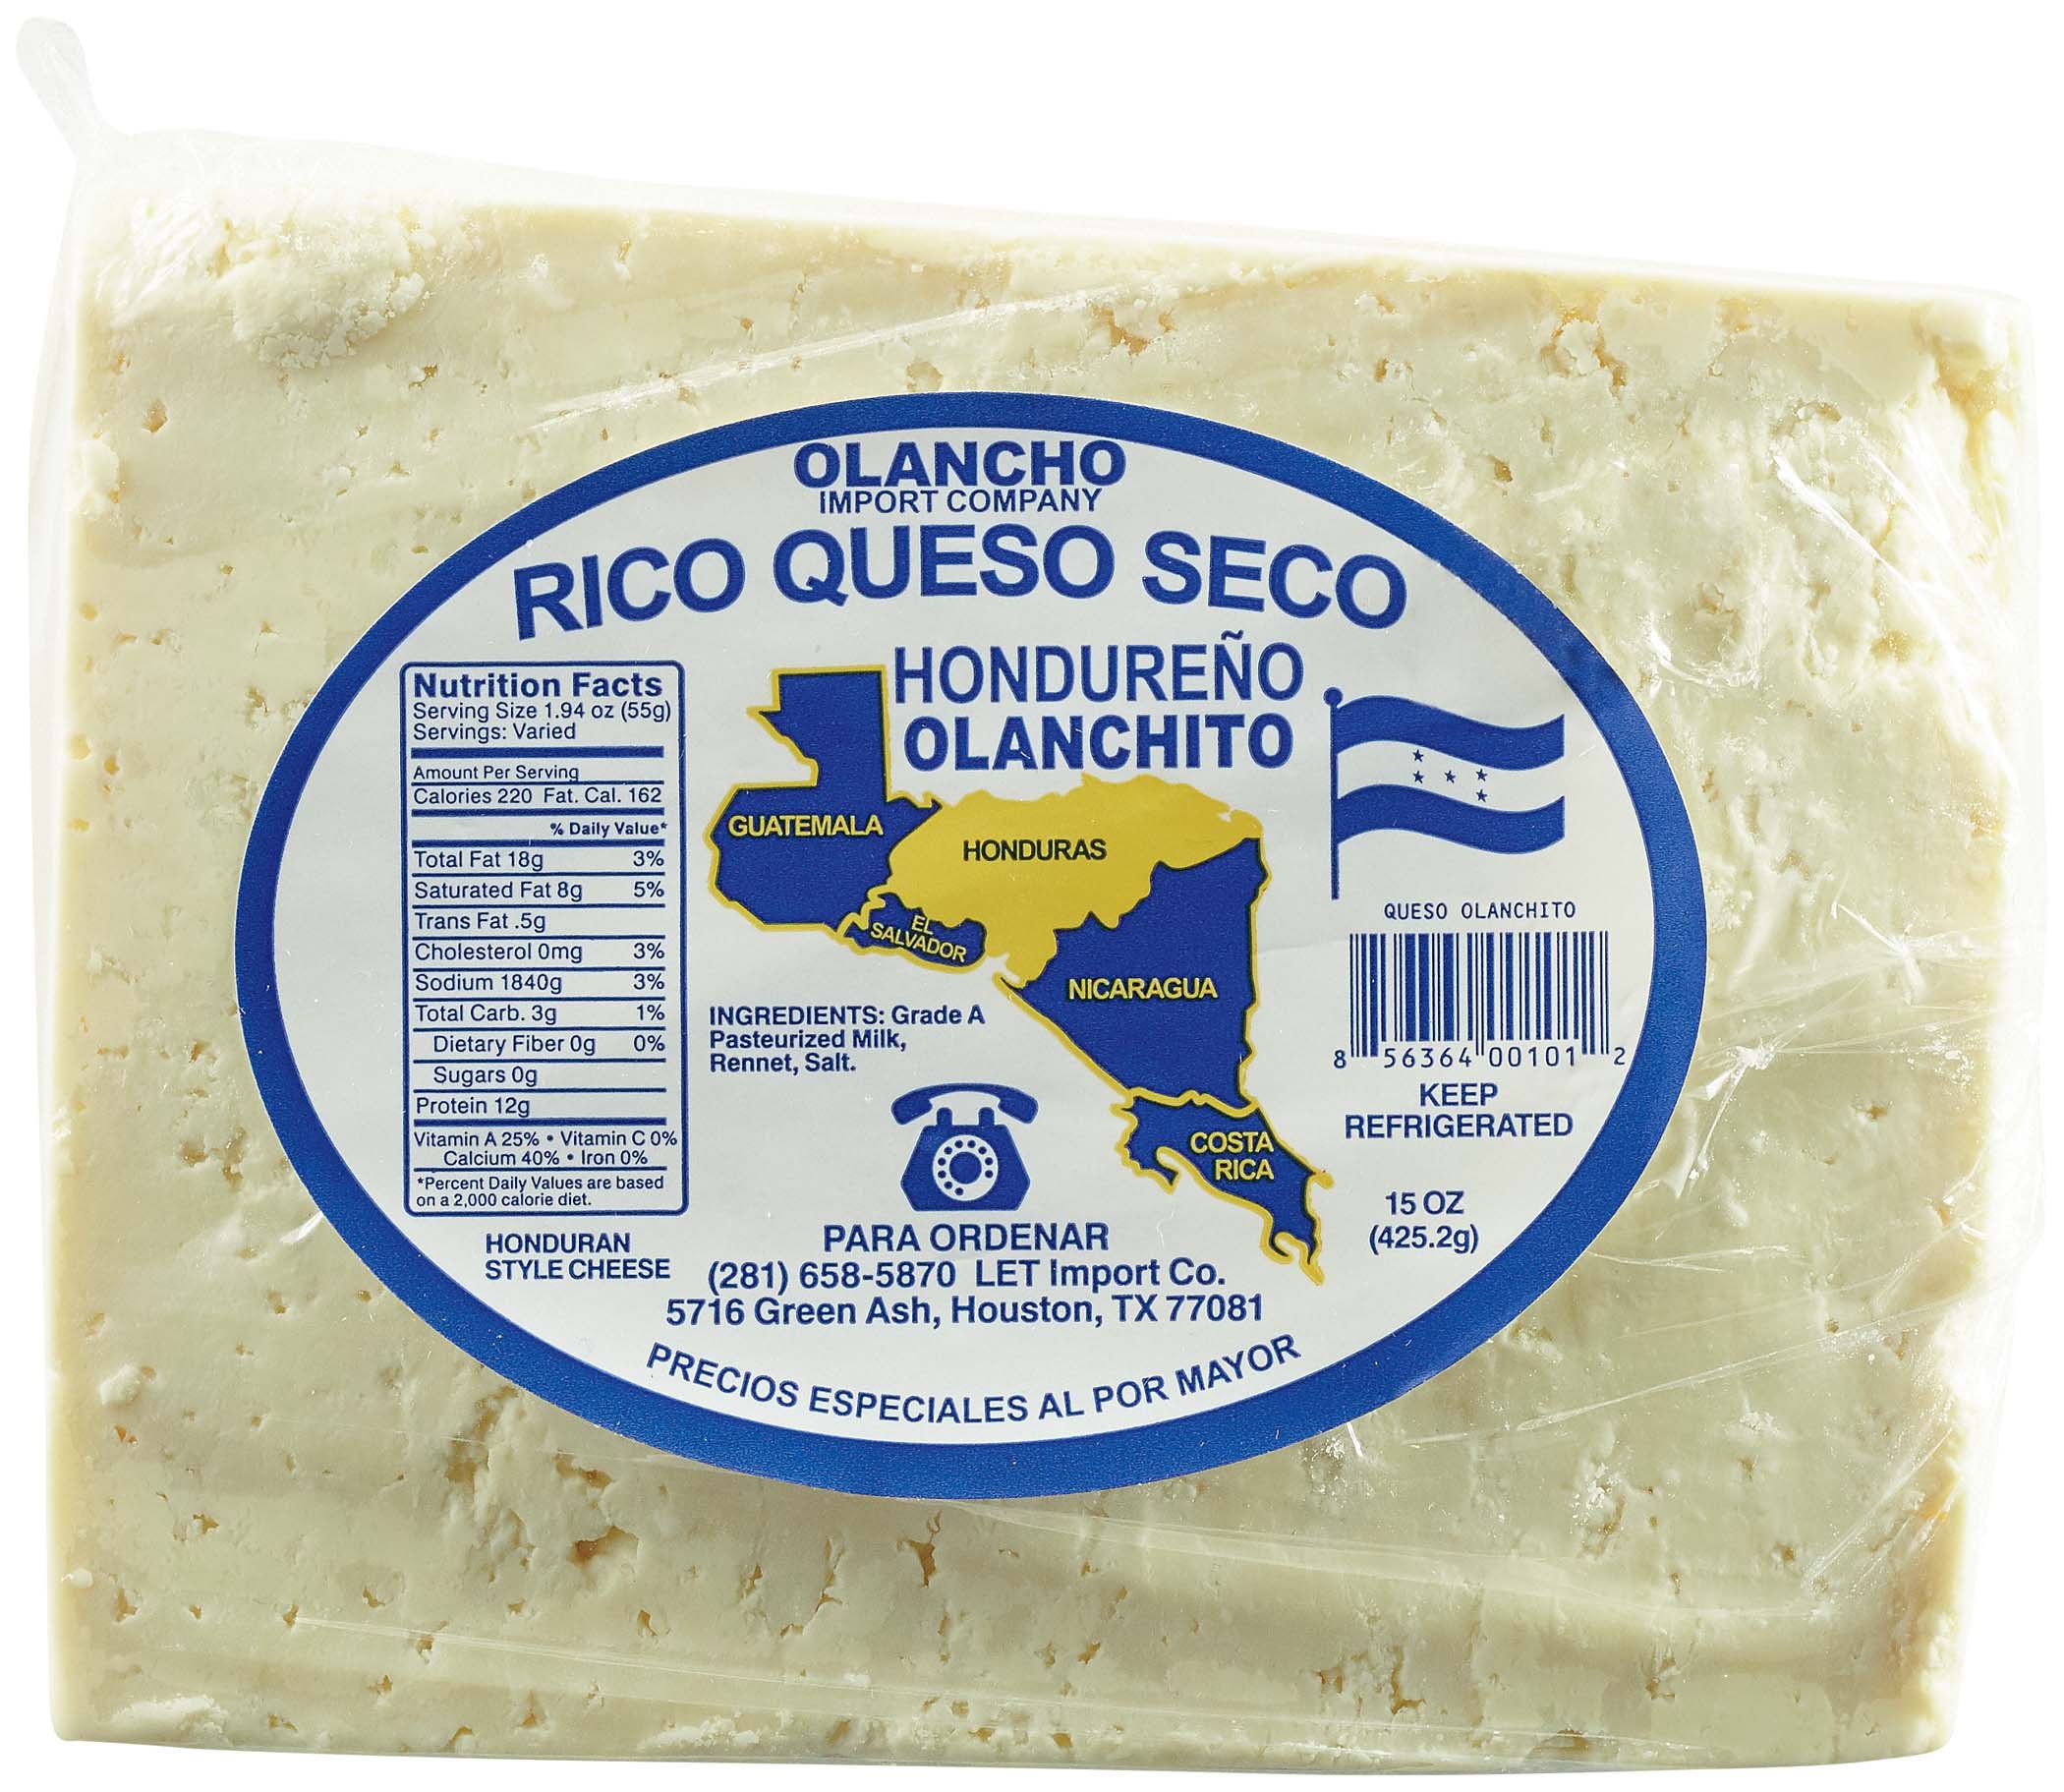 OLANCHO
IMPORT COMPANY
RICO QUESO SECO
HONDUREÑO
OLANCHITO
Nutrition Facts
Serving Size 1.94 oz (55g)
Servings: Varied
Amount Per Serving
Calories 220 Fat. Cal. 162
% Daily Value*
Total Fat 18g 3%
Saturated Fat 8g 5%
Trans Fat .5g
Cholesterol 0mg 3%
Sodium 1840g 3%
Total Carb. 3g 1%
Dietary Fiber 0g 0%
Sugars 0g
Protein 12g
Vitamin A 25% • Vitamin C 0%
Calcium 40% • Iron 0%
*Percent Daily Values are based
on a 2,000 calorie diet.
HONDURAN
STYLE CHEESE
GUATEMALA
HONDURAS
EL
SALVADOR
NICARAGUA
COSTA
RICA
INGREDIENTS: Grade A
Pasteurized Milk,
Rennet, Salt.
QUESO OLANCHITO
8 56364 00101 2
KEEP
REFRIGERATED
15 OZ
(425.2g)
PARA ORDENAR
(281) 658-5870 LET Import Co.
5716 Green Ash, Houston, TX 77081
PRECIOS ESPECIALES AL POR MAYOR